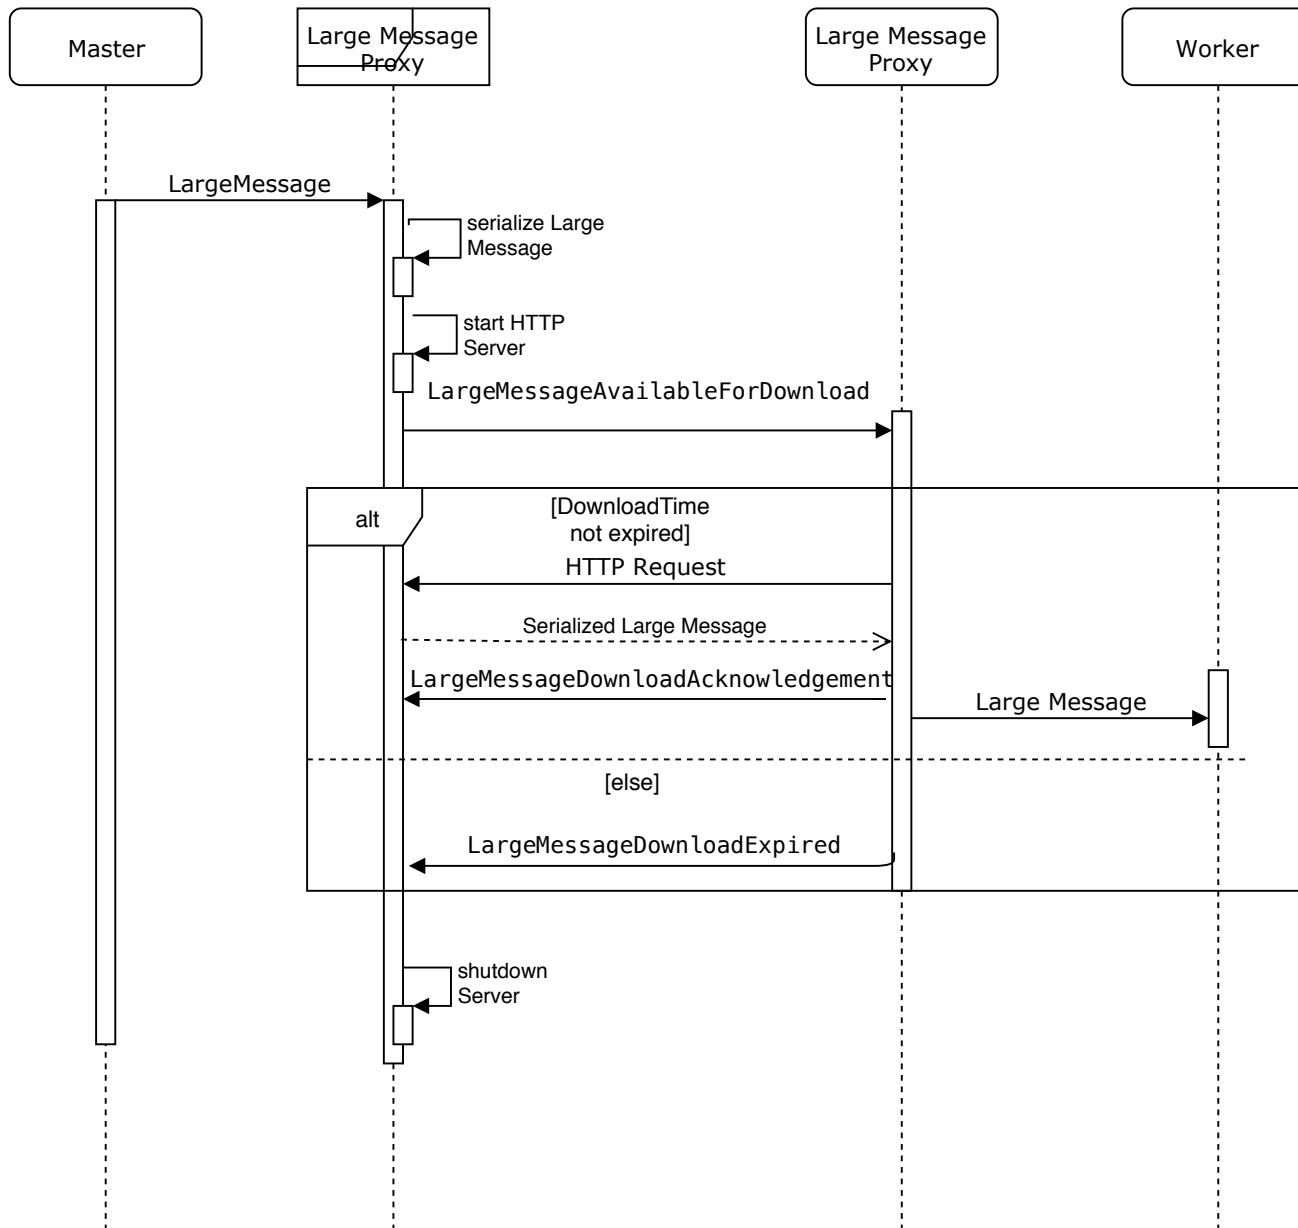 Master
Large Message
Proxy
Large Message
Proxy
Worker
LargeMessage
serialize Large
Message
start HTTP
Server
LargeMessageAvailableForDownload
alt
[DownloadTime
not expired]
HTTP Request
Serialized Large Message
LargeMessageDownloadAcknowledgement
Large Message
[else]
LargeMessageDownloadExpired
shutdown
Server